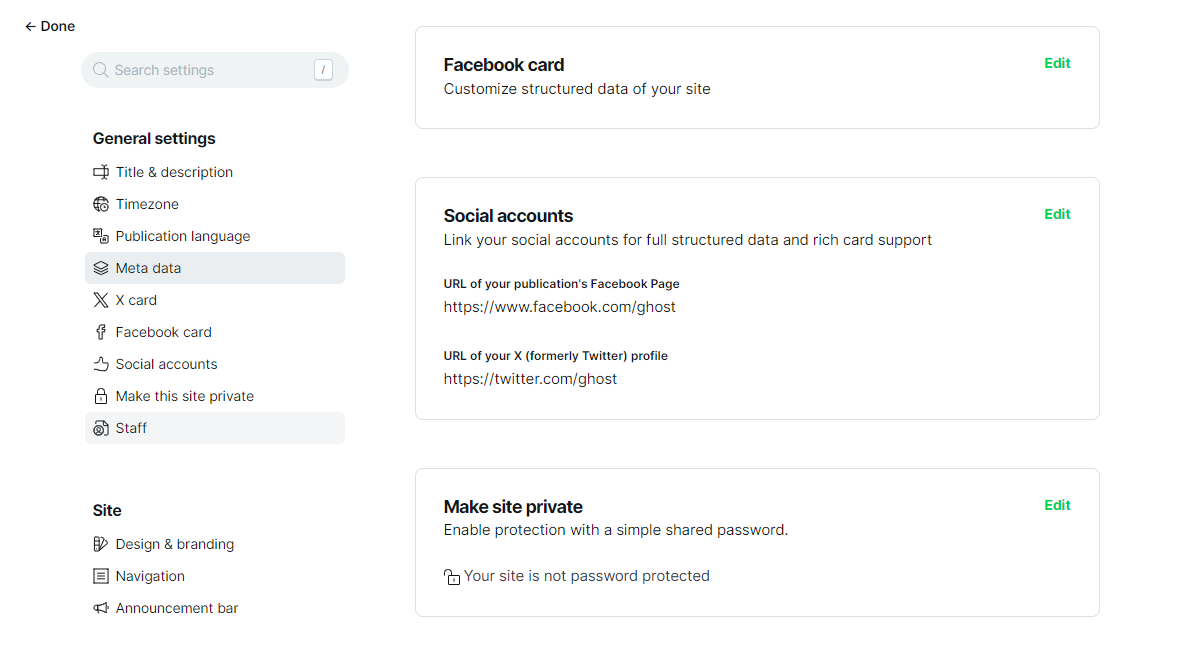 ← Done
Search settings /
General settings
Title & description
Timezone
Publication language
Meta data
X card
Facebook card
Social accounts
Make this site private
Staff
Site
Design & branding
Navigation
Announcement bar
Facebook card
Edit
Customize structured data of your site
Social accounts
Edit
Link your social accounts for full structured data and rich card support
URL of your publication's Facebook Page
https://www.facebook.com/ghost
URL of your X (formerly Twitter) profile
https://twitter.com/ghost
Make site private
Edit
Enable protection with a simple shared password.
Your site is not password protected